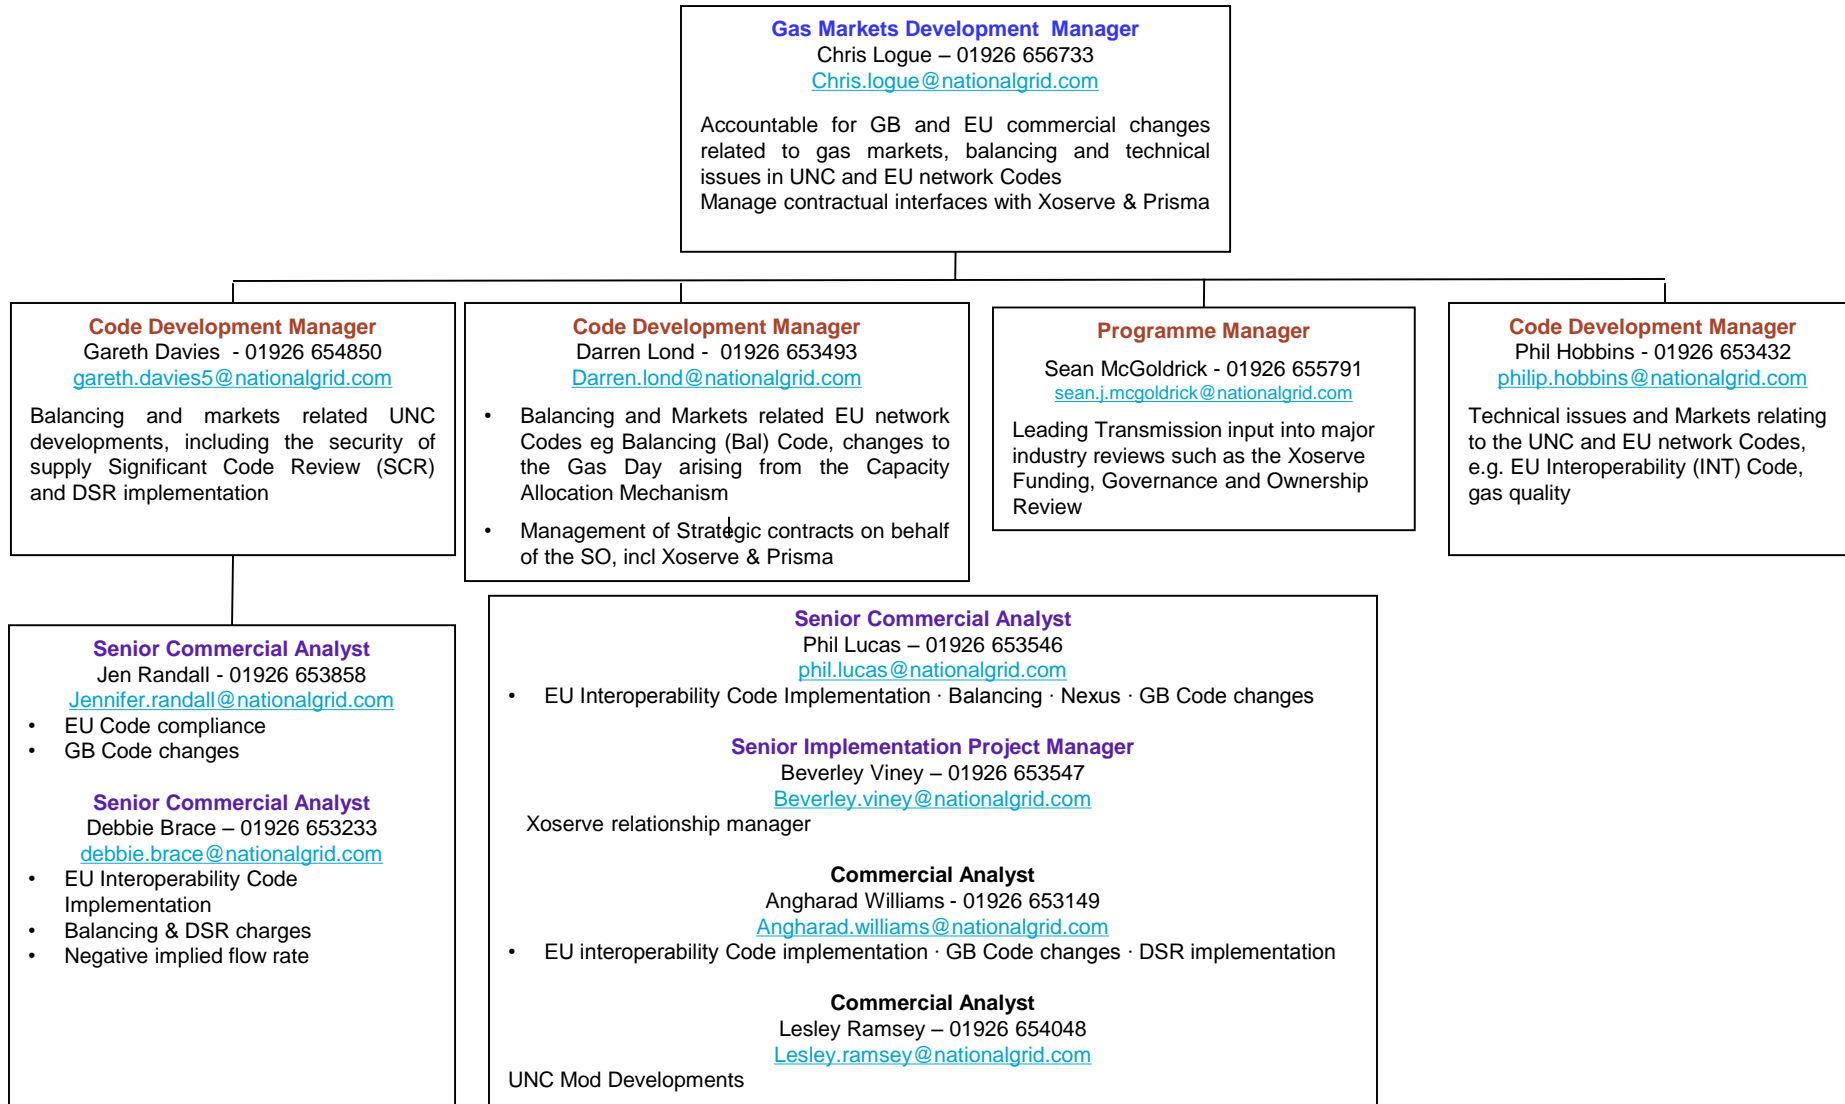 Gas Markets Development  Manager
Chris Logue – 01926 656733
Chris.logue@nationalgrid.com
Accountable for GB and EU commercial changes
related to gas markets, balancing and technical
issues in UNC and EU network Codes
Manage contractual interfaces with Xoserve & Prisma
Code Development Manager
Gareth Davies  - 01926 654850
gareth.davies5@nationalgrid.com
Balancing and markets related UNC
developments, including the security of
supply Significant Code Review (SCR)
and DSR implementation
Code Development Manager
Darren Lond -  01926 653493
Darren.lond@nationalgrid.com
• Balancing and Markets related EU network
Codes eg Balancing (Bal) Code, changes to
the Gas Day arising from the Capacity
Allocation Mechanism
• Management of Strategic contracts on behalf
of the SO, incl Xoserve & Prisma
Programme Manager
Sean McGoldrick - 01926 655791
sean.j.mcgoldrick@nationalgrid.com
Leading Transmission input into major
industry reviews such as the Xoserve
Funding, Governance and Ownership
Review
Code Development Manager
Phil Hobbins - 01926 653432
philip.hobbins@nationalgrid.com
Technical issues and Markets relating
to the UNC and EU network Codes,
e.g. EU Interoperability (INT) Code,
gas quality
Senior Commercial Analyst
Jen Randall - 01926 653858
Jennifer.randall@nationalgrid.com
• EU Code compliance
• GB Code changes
Senior Commercial Analyst
Debbie Brace – 01926 653233
debbie.brace@nationalgrid.com
• EU Interoperability Code
Implementation
• Balancing & DSR charges
• Negative implied flow rate
Senior Commercial Analyst
Phil Lucas – 01926 653546
phil.lucas@nationalgrid.com
• EU Interoperability Code Implementation · Balancing · Nexus · GB Code changes
Senior Implementation Project Manager
Beverley Viney – 01926 653547
Beverley.viney@nationalgrid.com
Xoserve relationship manager
Commercial Analyst
Angharad Williams - 01926 653149
Angharad.williams@nationalgrid.com
• EU interoperability Code implementation · GB Code changes · DSR implementation
Commercial Analyst
Lesley Ramsey – 01926 654048
Lesley.ramsey@nationalgrid.com
UNC Mod Developments